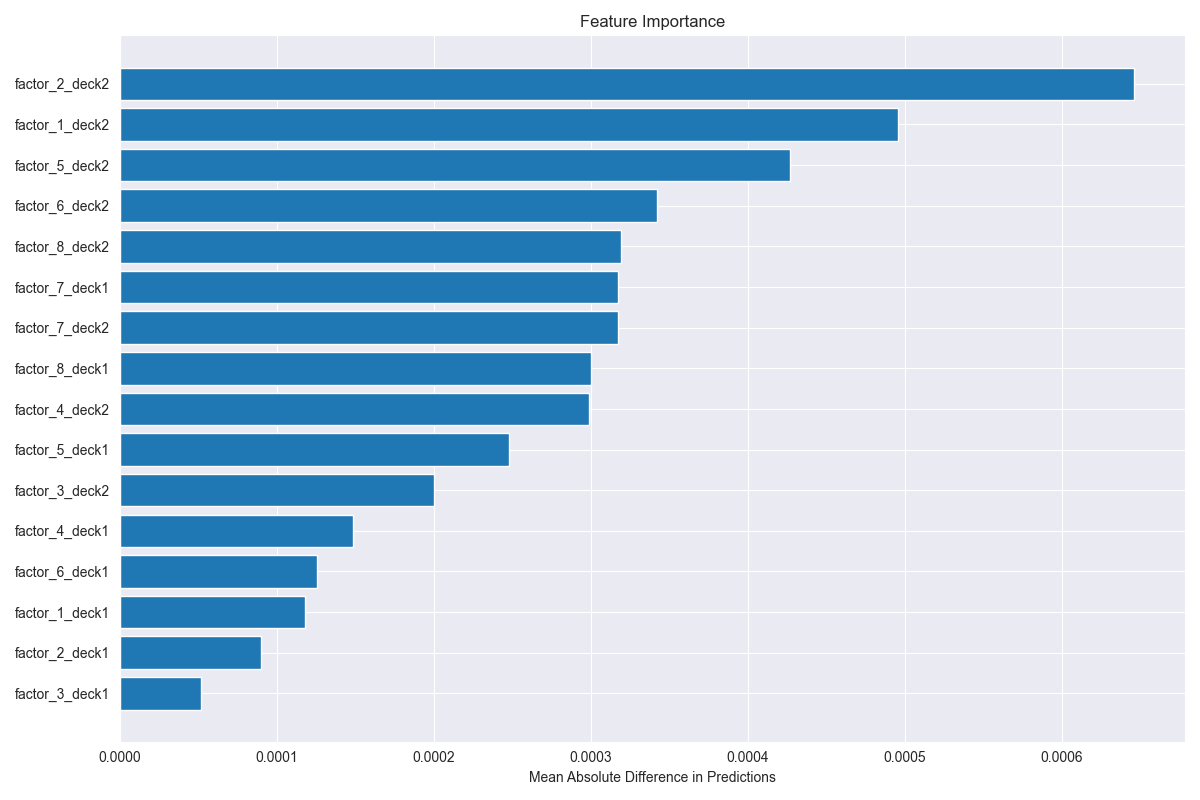 Feature Importance
factor_2_deck2
factor_1_deck2
factor_5_deck2
factor_6_deck2
factor_8_deck2
factor_7_deck1
factor_7_deck2
factor_8_deck1
factor_4_deck2
factor_5_deck1
factor_3_deck2
factor_4_deck1
factor_6_deck1
factor_1_deck1
factor_2_deck1
factor_3_deck1
0.0000 0.0001 0.0002 0.0003 0.0004 0.0005 0.0006
Mean Absolute Difference in Predictions